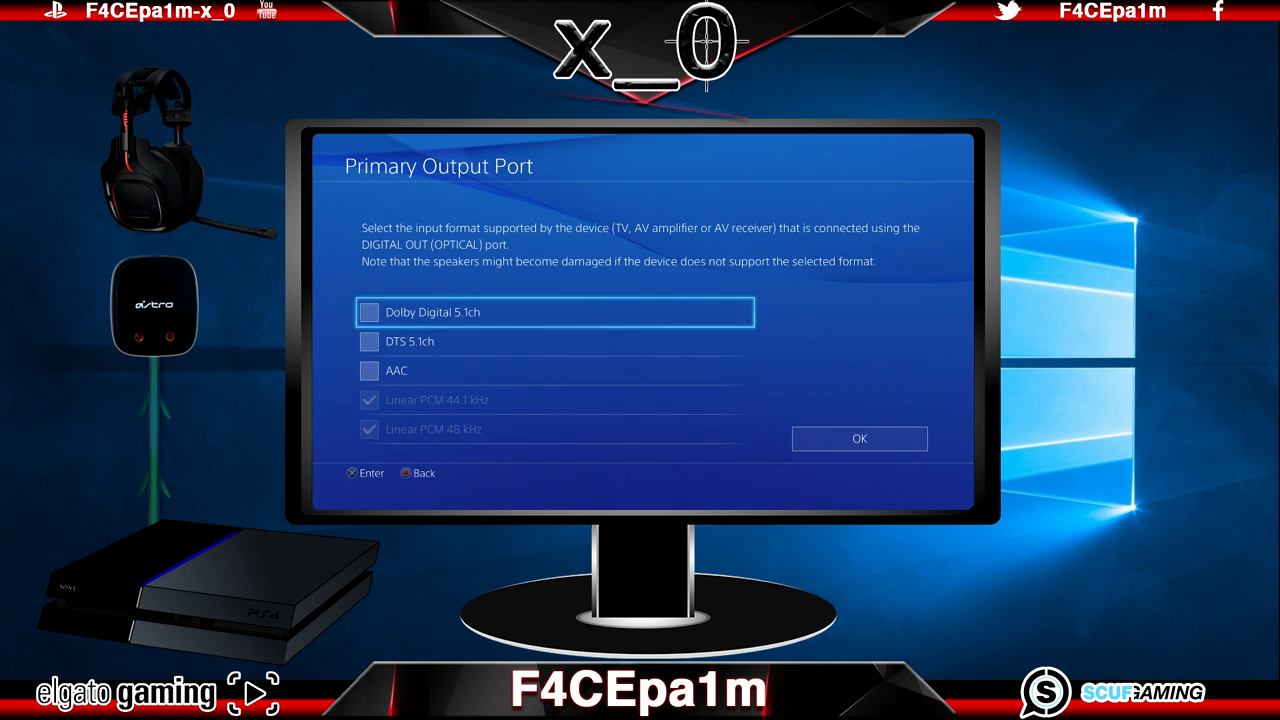 F4CEpa1m-x_0
You
Tube
x_0
F4CEpa1m
Primary Output Port
Select the input format supported by the device (TV, AV amplifier or AV receiver) that is connected using the
DIGITAL OUT (OPTICAL) port.
Note that the speakers might become damaged if the device does not support the selected format.
Dolby Digital 5.1ch
DTS 5.1ch
AAC
Linear PCM 44.1 kHz
Linear PCM 48 kHz
OK
Enter
Back
astro
SONY
PS4
elgato gaming
F4CEpa1m
S
SCUFGAMING